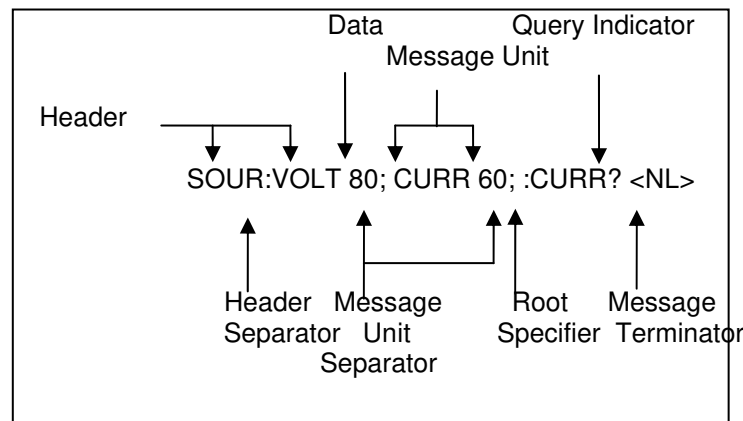 Data
Query Indicator
Message Unit
Header
SOUR:VOLT 80; CURR 60; :CURR? <NL>
Header Separator
Message Unit Separator
Root Specifier
Message Terminator